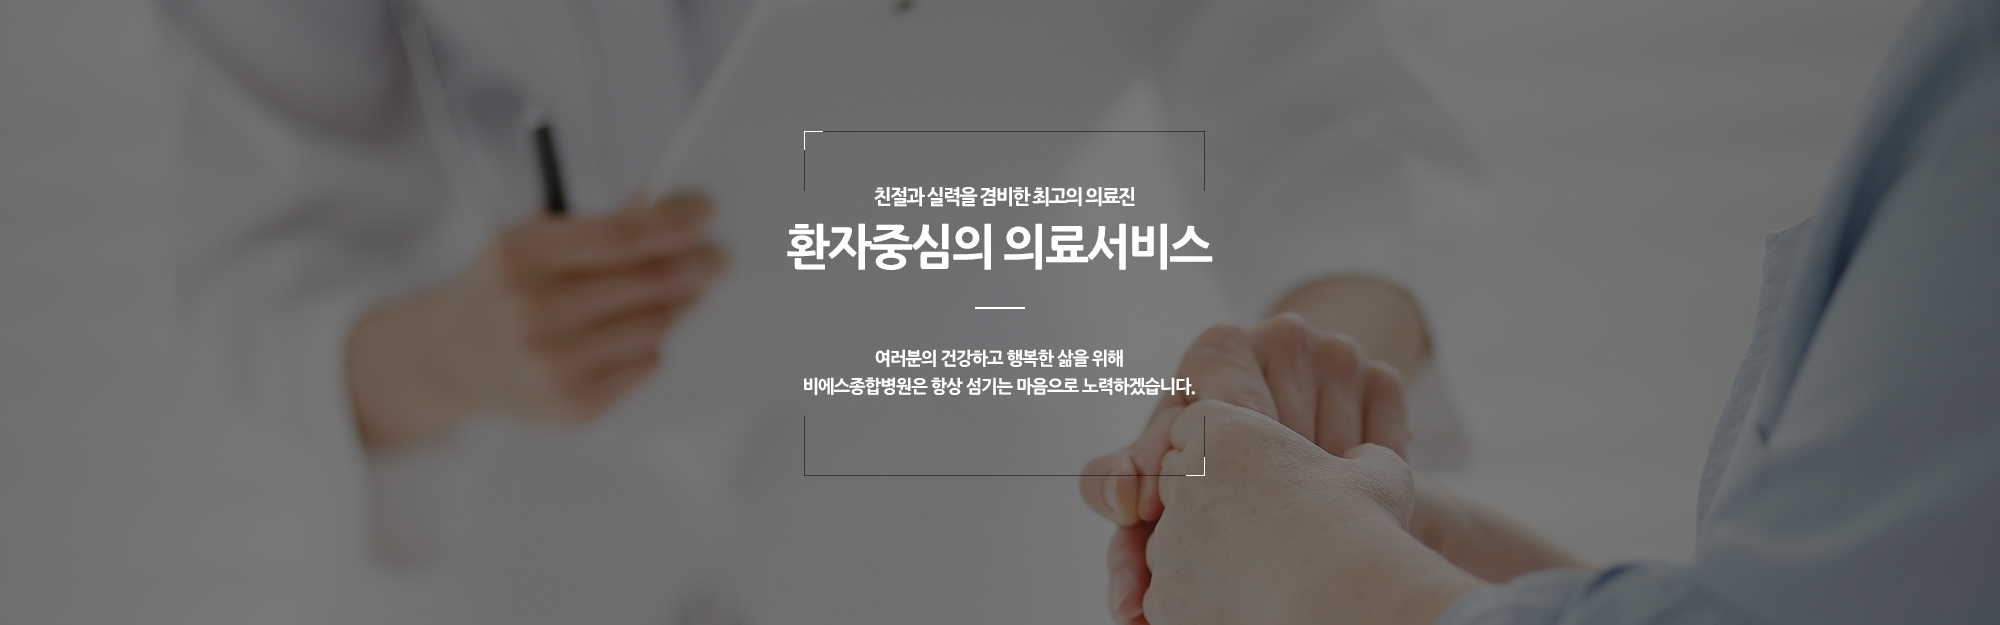 친절과 실력을 겸비한 최고의 의료진
환자중심의 의료서비스
여러분의 건강하고 행복한 삶을 위해
비에스종합병원은 항상 섬기는 마음으로 노력하겠습니다.